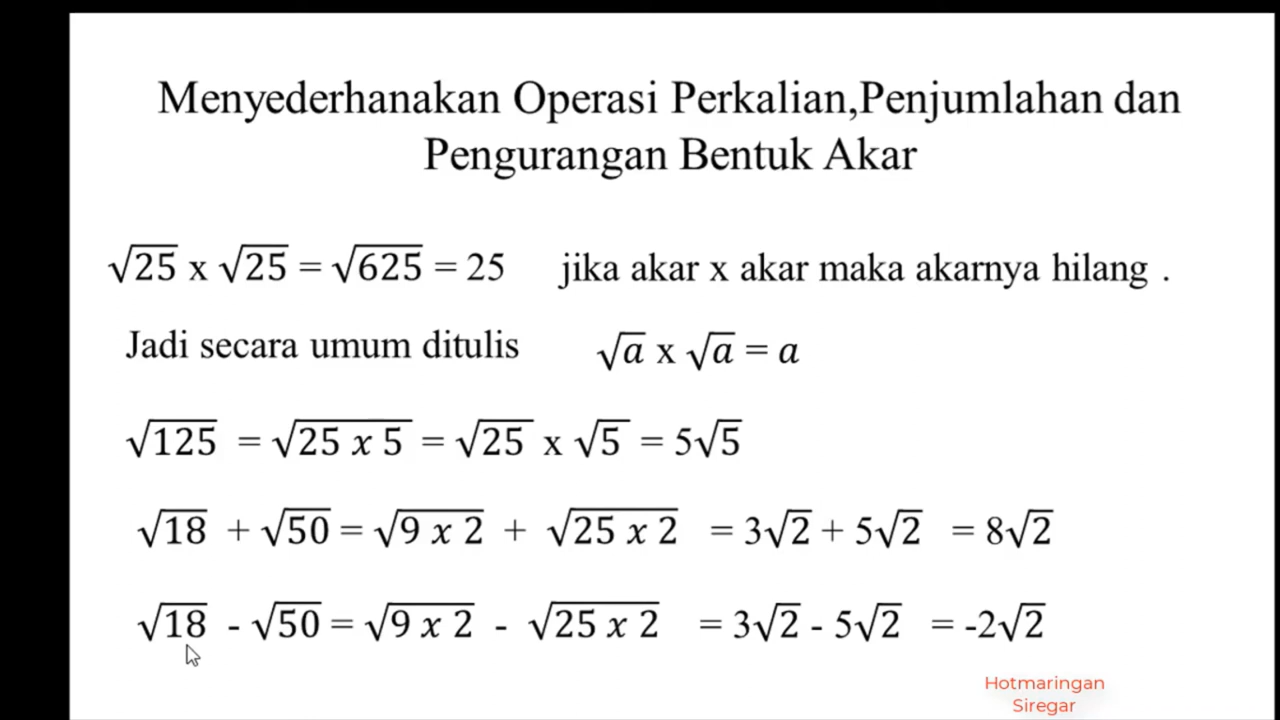 Menyederhanakan Operasi Perkalian,Penjumlahan dan
Pengurangan Bentuk Akar
√25 x √25 = √625 = 25 jika akar x akar maka akarnya hilang .
Jadi secara umum ditulis √a x √a = a
√125 = √25 x 5 = √25 x √5 = 5√5
√18 + √50 = √9 x 2 + √25 x 2 = 3√2 + 5√2 = 8√2
√18 - √50 = √9 x 2 - √25 x 2 = 3√2 - 5√2 = -2√2
Hotmaringan
Siregar